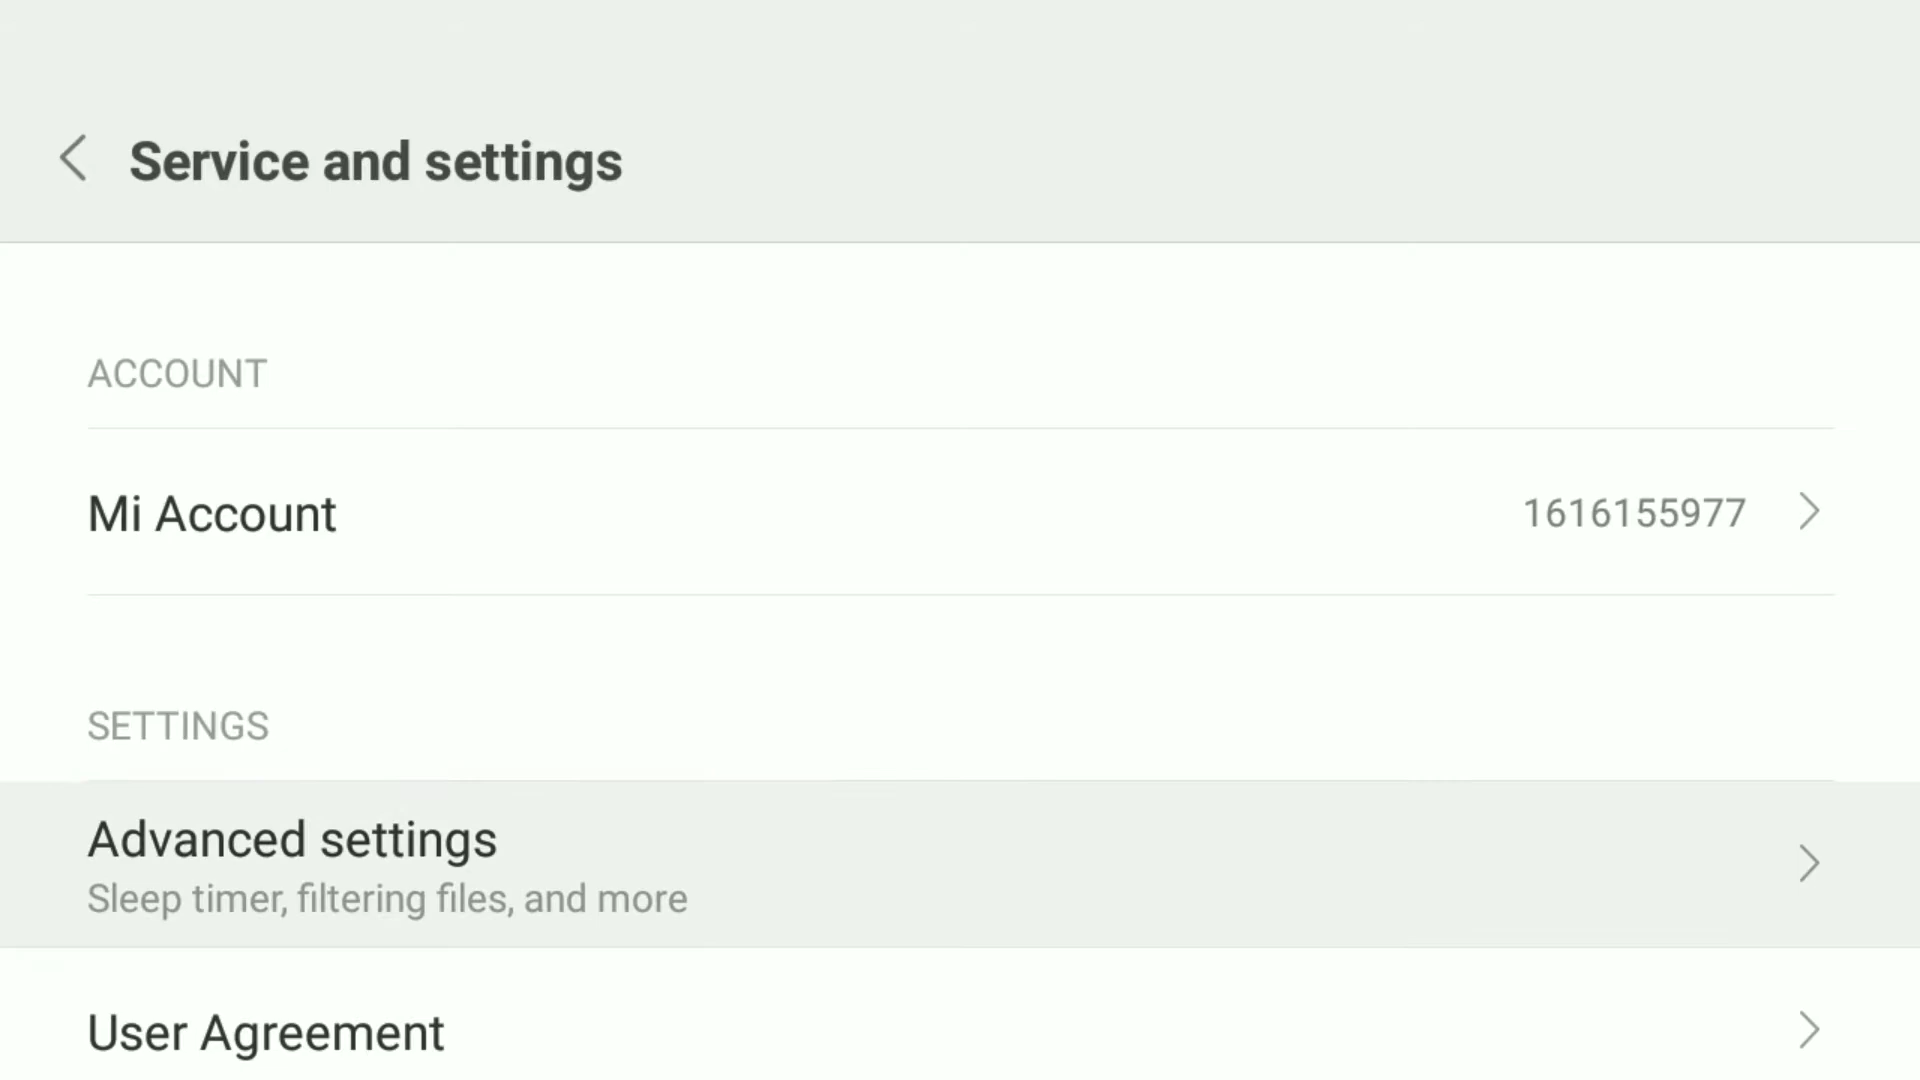 Service and settings
ACCOUNT
Mi Account
1616155977
SETTINGS
Advanced settings
Sleep timer, filtering files, and more
User Agreement